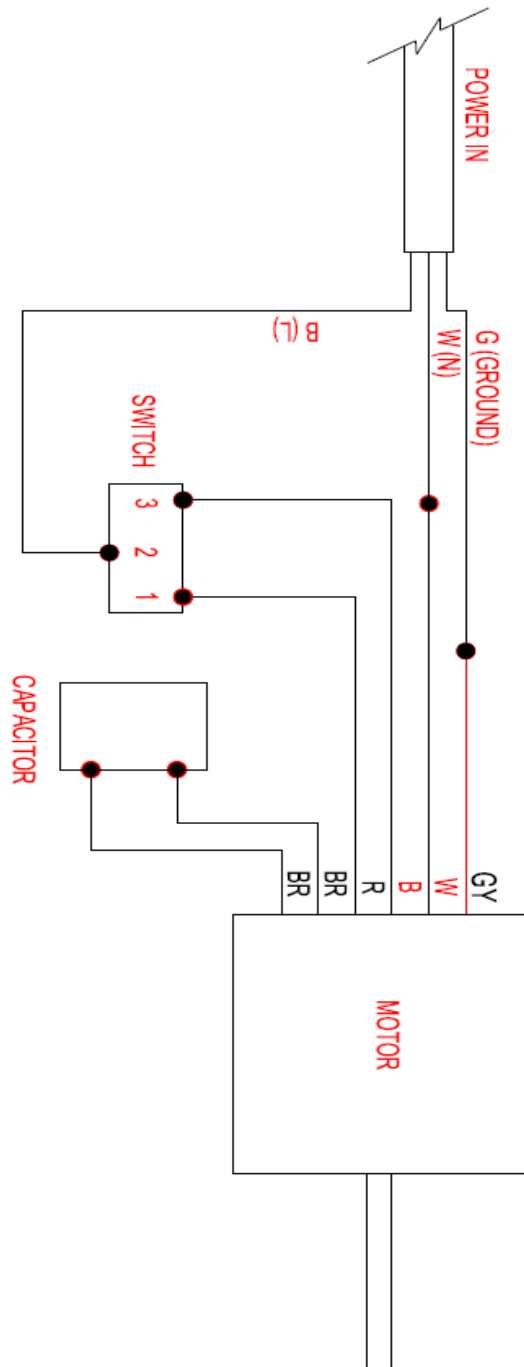 POWER IN
G (GROUND)
W (N)
B (L)
SWITCH
3
2
1
CAPACITOR
GY
W
B
R
BR
BR
MOTOR